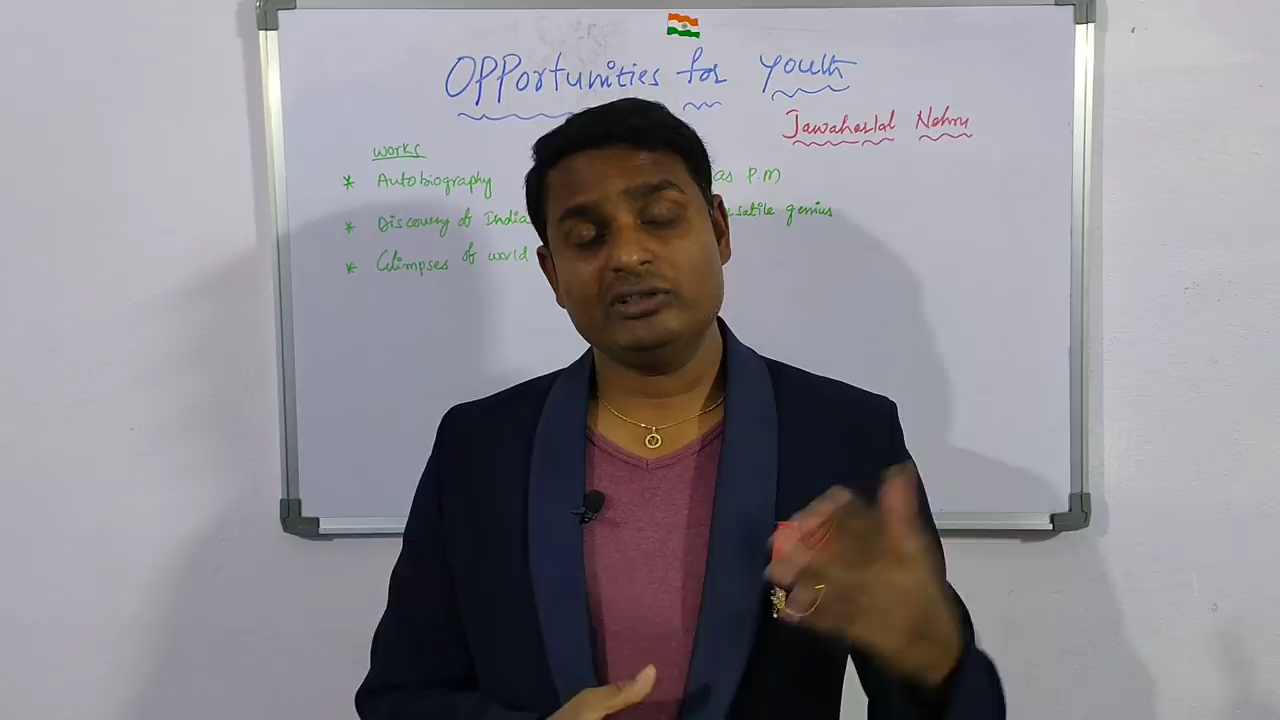 Opportunities for Youth
Jawaharlal Nehru
works
* Autobiography as P.M
* Discovery of India satile genius
* Glimpses of world